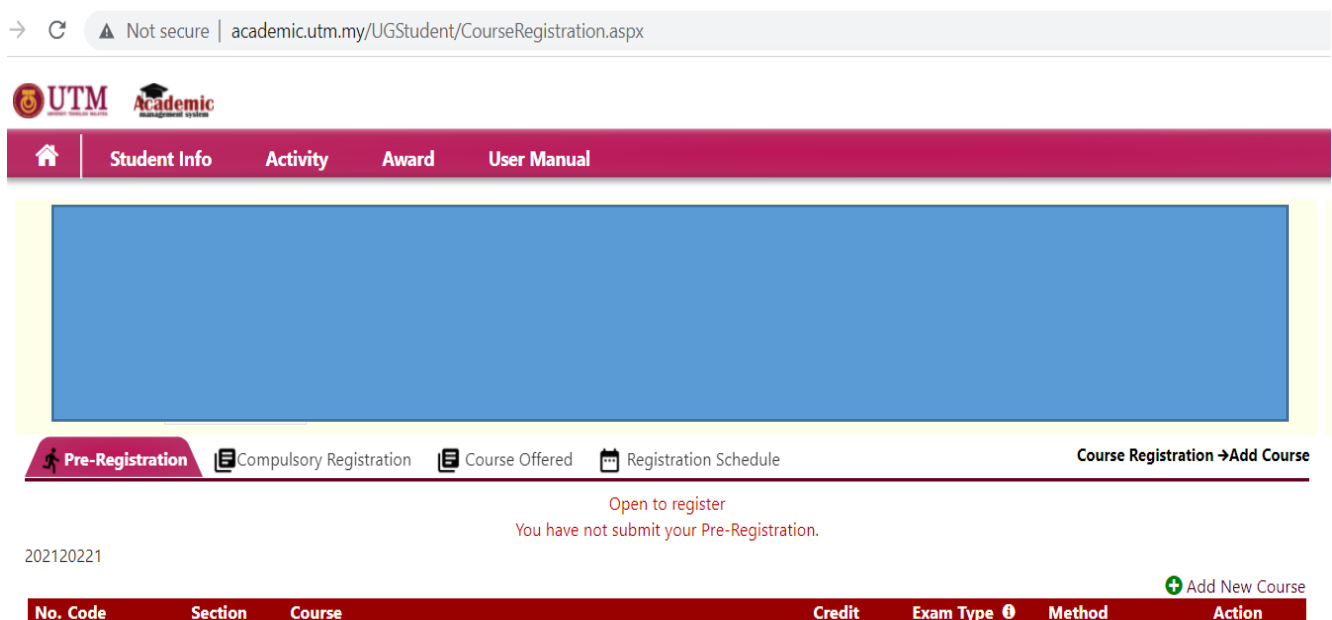 Not secure | academic.utm.my/UGStudent/CourseRegistration.aspx
UTM Academic
management system
Student Info Activity Award User Manual
Pre-Registration Compulsory Registration Course Offered Registration Schedule Course Registration →Add Course
Open to register
You have not submit your Pre-Registration.
202120221
Add New Course
No. Code Section Course Credit Exam Type Method Action